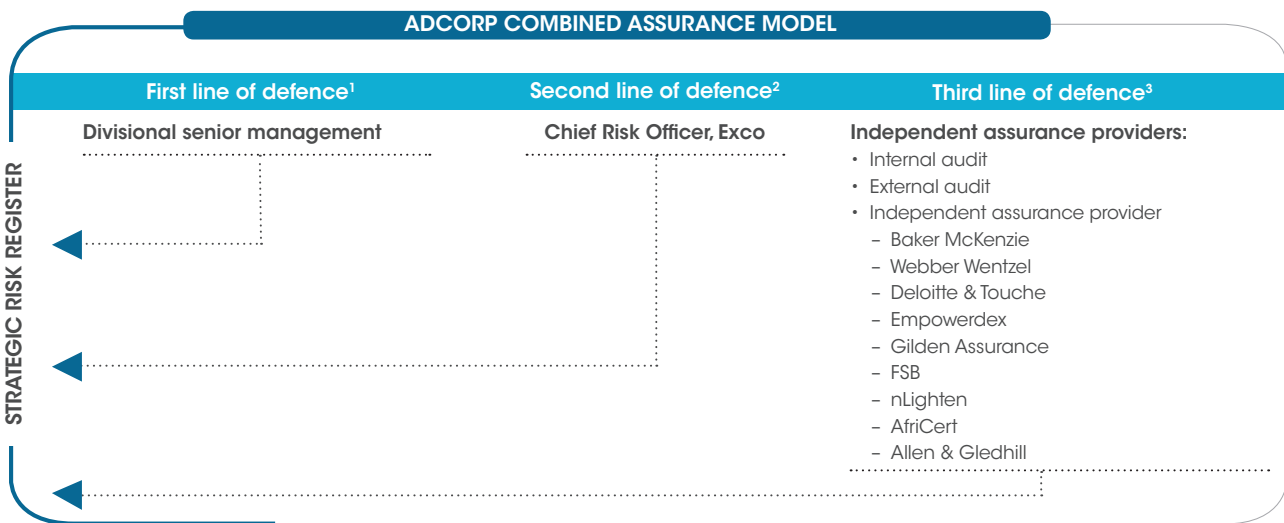 ADCORP COMBINED ASSURANCE MODEL
First line of defence¹
Second line of defence²
Third line of defence³
STRATEGIC RISK REGISTER
Divisional senior management
Chief Risk Officer, Exco
Independent assurance providers:
• Internal audit
• External audit
• Independent assurance provider
– Baker McKenzie
– Webber Wentzel
– Deloitte & Touche
– Empowerdex
– Gilden Assurance
– FSB
– nLighten
– AfriCert
– Allen & Gledhill